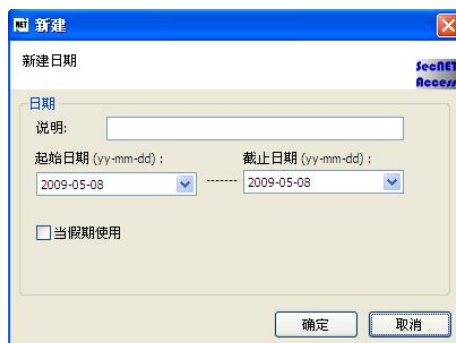 NET 新建
新建日期
SecNET
Access
日期
说明:
起始日期 (yy-mm-dd) : 截止日期 (yy-mm-dd) :
2009-05-08 ------- 2009-05-08
当假期使用
确定 取消